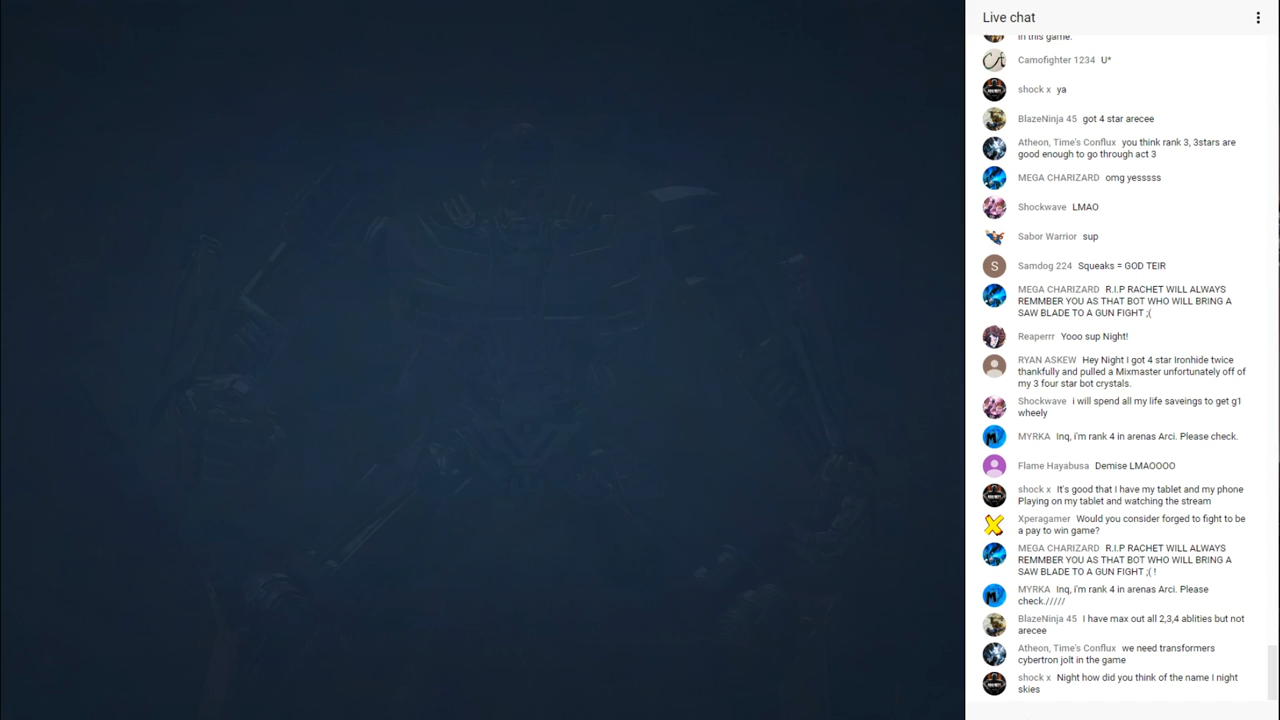 Live chat
in this game.
Camofighter 1234 U*
shock x ya
BlazeNinja 45 got 4 star arecee
Atheon, Time's Conflux you think rank 3, 3stars are
good enough to go through act 3
MEGA CHARIZARD omg yesssss
Shockwave LMAO
Sabor Warrior sup
S
Samdog 224 Squeaks = GOD TEIR
MEGA CHARIZARD R.I.P RACHET WILL ALWAYS
REMMBER YOU AS THAT BOT WHO WILL BRING A
SAW BLADE TO A GUN FIGHT ;(
Reaperrr Yooo sup Night!
RYAN ASKEW Hey Night I got 4 star Ironhide twice
thankfully and pulled a Mixmaster unfortunately off of
my 3 four star bot crystals.
Shockwave i will spend all my life saveings to get g1
wheely
MYRKA Inq, i'm rank 4 in arenas Arci. Please check.
Flame Hayabusa Demise LMAOOOO
shock x It's good that I have my tablet and my phone
Playing on my tablet and watching the stream
Xperagamer Would you consider forged to fight to be
a pay to win game?
MEGA CHARIZARD R.I.P RACHET WILL ALWAYS
REMMBER YOU AS THAT BOT WHO WILL BRING A
SAW BLADE TO A GUN FIGHT ;( !
MYRKA Inq, i'm rank 4 in arenas Arci. Please
check./////
BlazeNinja 45 I have max out all 2,3,4 ablities but not
arecee
Atheon, Time's Conflux we need transformers
cybertron jolt in the game
shock x Night how did you think of the name I night
skies